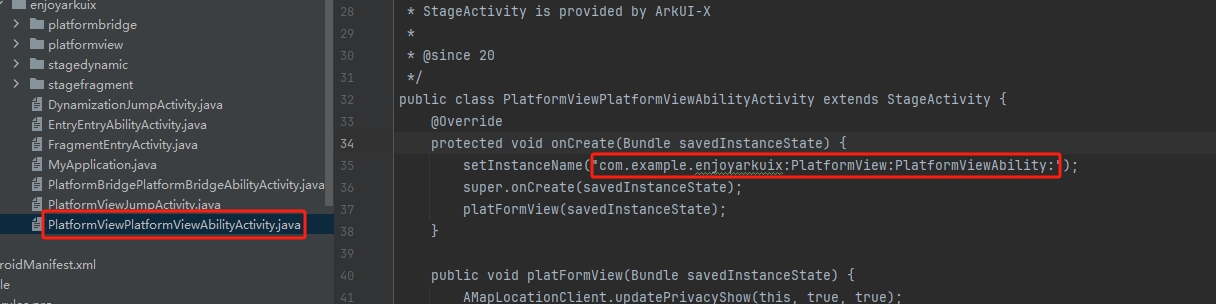 enjoyarkuix
platformbridge
platformview
stagedynamic
stagefragment
DynamizationJumpActivity.java
EntryEntryAbilityActivity.java
FragmentEntryActivity.java
MyApplication.java
PlatformBridgePlatformBridgeAbilityActivity.java
PlatformViewJumpActivity.java
PlatformViewPlatformViewAbilityActivity.java
roidManifest.xml
le
28 * StageActivity is provided by ArkUI-X
29 *
30 * @since 20
31 */
32 public class PlatformViewPlatformViewAbilityActivity extends StageActivity {
33 @Override
34 protected void onCreate(Bundle savedInstanceState) {
35 setInstanceName("com.example.enjoyarkuix:PlatformView:PlatformViewAbility:");
36 super.onCreate(savedInstanceState);
37 platFormView(savedInstanceState);
38 }
39
40 public void platFormView(Bundle savedInstanceState) {
41 AMapLocationClient.updatePrivacyShow(this, true, true);